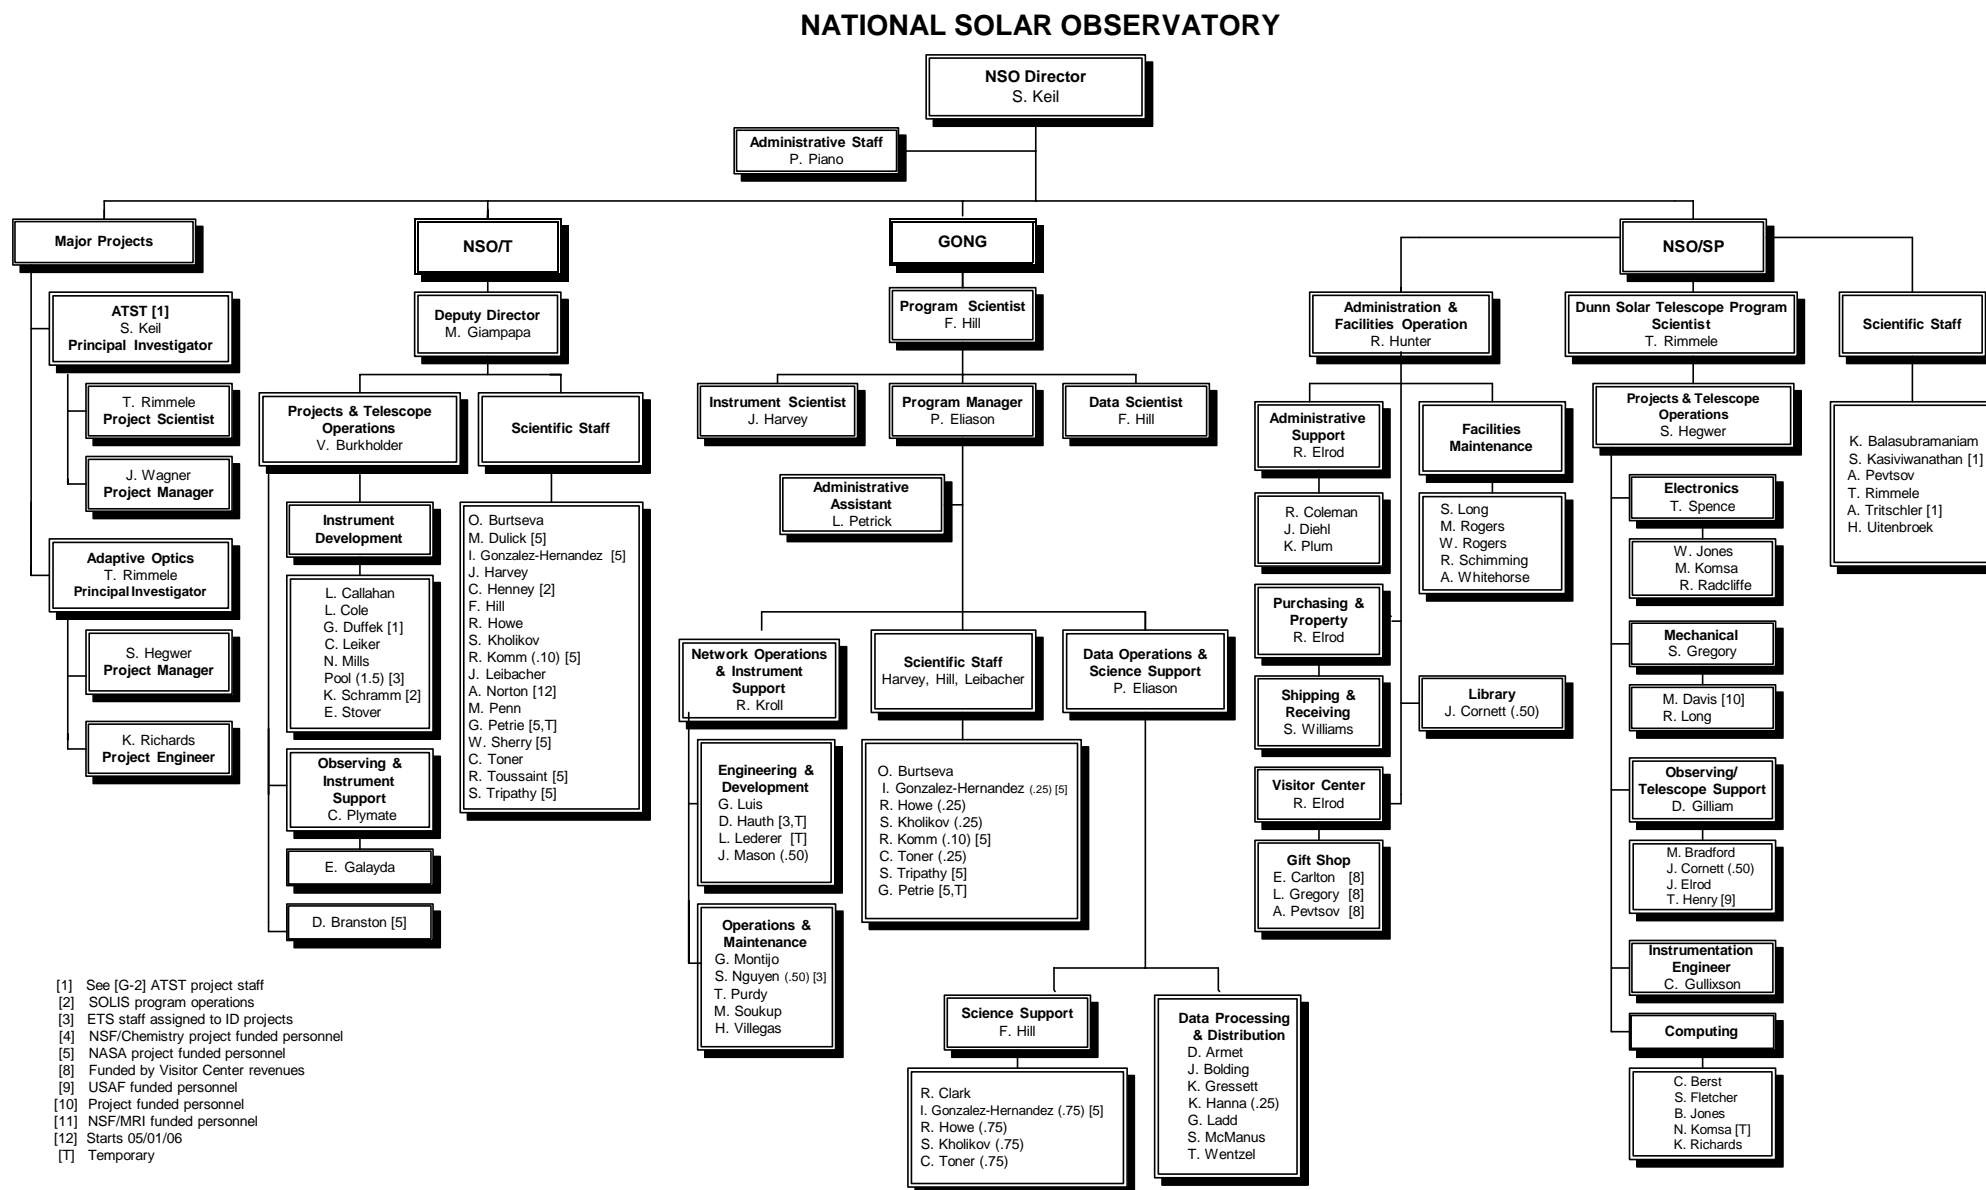 NATIONAL SOLAR OBSERVATORY
NSO Director
S. Keil
Administrative Staff
P. Piano
Major Projects
ATST [1]
S. Keil
Principal Investigator
T. Rimmele
Project Scientist
J. Wagner
Project Manager
Adaptive Optics
T. Rimmele
Principal Investigator
S. Hegwer
Project Manager
K. Richards
Project Engineer
NSO/T
Deputy Director
M. Giampapa
Projects & Telescope
Operations
V. Burkholder
Instrument
Development
L. Callahan
L. Cole
G. Duffek [1]
C. Leiker
N. Mills
Pool (1.5) [3]
K. Schramm [2]
E. Stover
Observing &
Instrument
Support
C. Plymate
E. Galayda
D. Branston [5]
Scientific Staff
O. Burtseva
M. Dulick [5]
I. Gonzalez-Hernandez [5]
J. Harvey
C. Henney [2]
F. Hill
R. Howe
S. Kholikov
R. Komm (.10) [5]
J. Leibacher
A. Norton [12]
M. Penn
G. Petrie [5,T]
W. Sherry [5]
C. Toner
R. Toussaint [5]
S. Tripathy [5]
GONG
Program Scientist
F. Hill
Instrument Scientist
J. Harvey
Program Manager
P. Eliason
Data Scientist
F. Hill
Administrative
Assistant
L. Petrick
Network Operations
& Instrument
Support
R. Kroll
Engineering &
Development
G. Luis
D. Hauth [3,T]
L. Lederer [T]
J. Mason (.50)
Operations &
Maintenance
G. Montijo
S. Nguyen (.50) [3]
T. Purdy
M. Soukup
H. Villegas
Scientific Staff
Harvey, Hill, Leibacher
O. Burtseva
I. Gonzalez-Hernandez (.25) [5]
R. Howe (.25)
S. Kholikov (.25)
R. Komm (.10) [5]
C. Toner (.25)
S. Tripathy [5]
G. Petrie [5,T]
Data Operations &
Science Support
P. Eliason
Science Support
F. Hill
R. Clark
I. Gonzalez-Hernandez (.75) [5]
R. Howe (.75)
S. Kholikov (.75)
C. Toner (.75)
Data Processing
& Distribution
D. Armet
J. Bolding
K. Gressett
K. Hanna (.25)
G. Ladd
S. McManus
T. Wentzel
NSO/SP
Administration &
Facilities Operation
R. Hunter
Administrative
Support
R. Elrod
R. Coleman
J. Diehl
K. Plum
Facilities
Maintenance
S. Long
M. Rogers
W. Rogers
R. Schimming
A. Whitehorse
Purchasing &
Property
R. Elrod
Shipping &
Receiving
S. Williams
Library
J. Cornett (.50)
Visitor Center
R. Elrod
Gift Shop
E. Carlton [8]
L. Gregory [8]
A. Pevtsov [8]
Dunn Solar Telescope Program
Scientist
T. Rimmele
Projects & Telescope
Operations
S. Hegwer
Electronics
T. Spence
W. Jones
M. Komsa
R. Radcliffe
Mechanical
S. Gregory
M. Davis [10]
R. Long
Observing/
Telescope Support
D. Gilliam
M. Bradford
J. Cornett (.50)
J. Elrod
T. Henry [9]
Instrumentation
Engineer
C. Gullixson
Computing
C. Berst
S. Fletcher
B. Jones
N. Komsa [T]
K. Richards
Scientific Staff
K. Balasubramaniam
S. Kasiviwanathan [1]
A. Pevtsov
T. Rimmele
A. Tritschler [1]
H. Uitenbroek
[1] See [G-2] ATST project staff
[2] SOLIS program operations
[3] ETS staff assigned to ID projects
[4] NSF/Chemistry project funded personnel
[5] NASA project funded personnel
[8] Funded by Visitor Center revenues
[9] USAF funded personnel
[10] Project funded personnel
[11] NSF/MRI funded personnel
[12] Starts 05/01/06
[T] Temporary